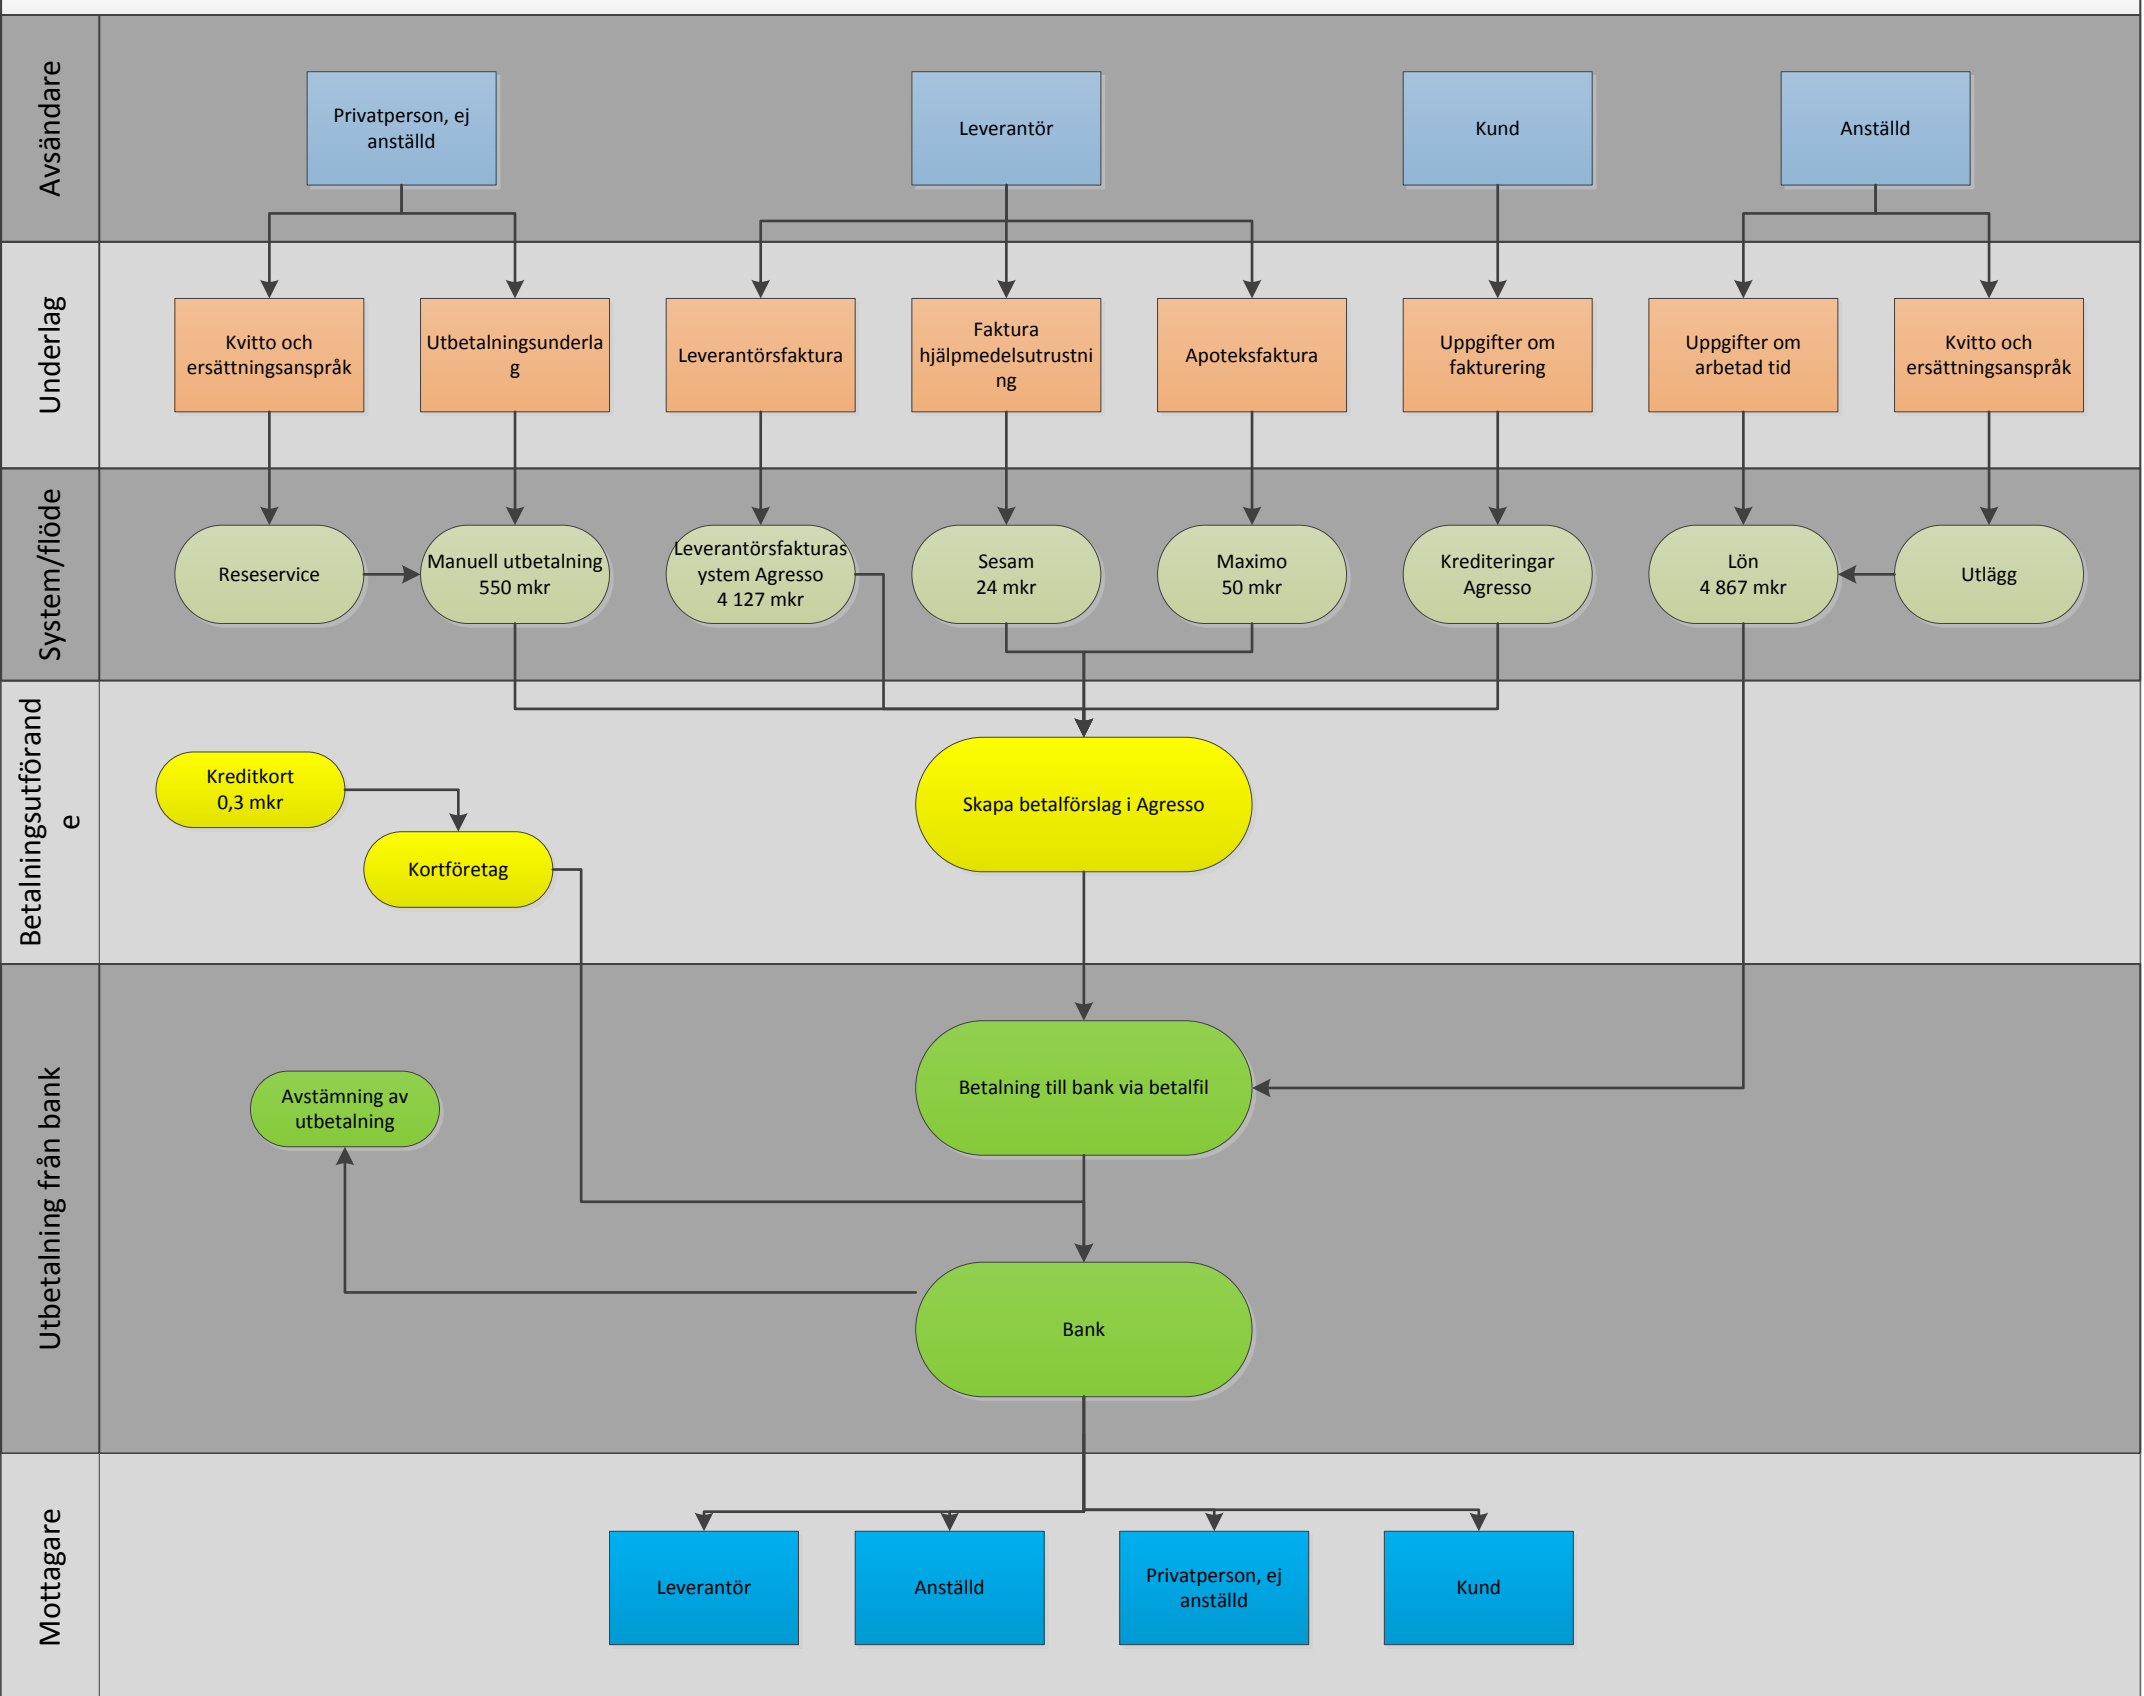 Avsändare
Privatperson, ej
anställd
Leverantör
Kund
Anställd
Underlag
Kvitto och
ersättningsanspråk
Utbetalningsunderla
g
Leverantörsfaktura
Faktura
hjälpmedelsutrustni
ng
Apoteksfaktura
Uppgifter om
fakturering
Uppgifter om
arbetad tid
Kvitto och
ersättningsanspråk
System/flöde
Reseservice
Manuell utbetalning
550 mkr
Leverantörsfakturas
ystem Agresso
4 127 mkr
Sesam
24 mkr
Maximo
50 mkr
Krediteringar
Agresso
Lön
4 867 mkr
Utlägg
Betalningsutförand
e
Kreditkort
0,3 mkr
Kortföretag
Skapa betalförslag i Agresso
Utbetalning från bank
Avstämning av
utbetalning
Betalning till bank via betalfil
Bank
Mottagare
Leverantör
Anställd
Privatperson, ej
anställd
Kund